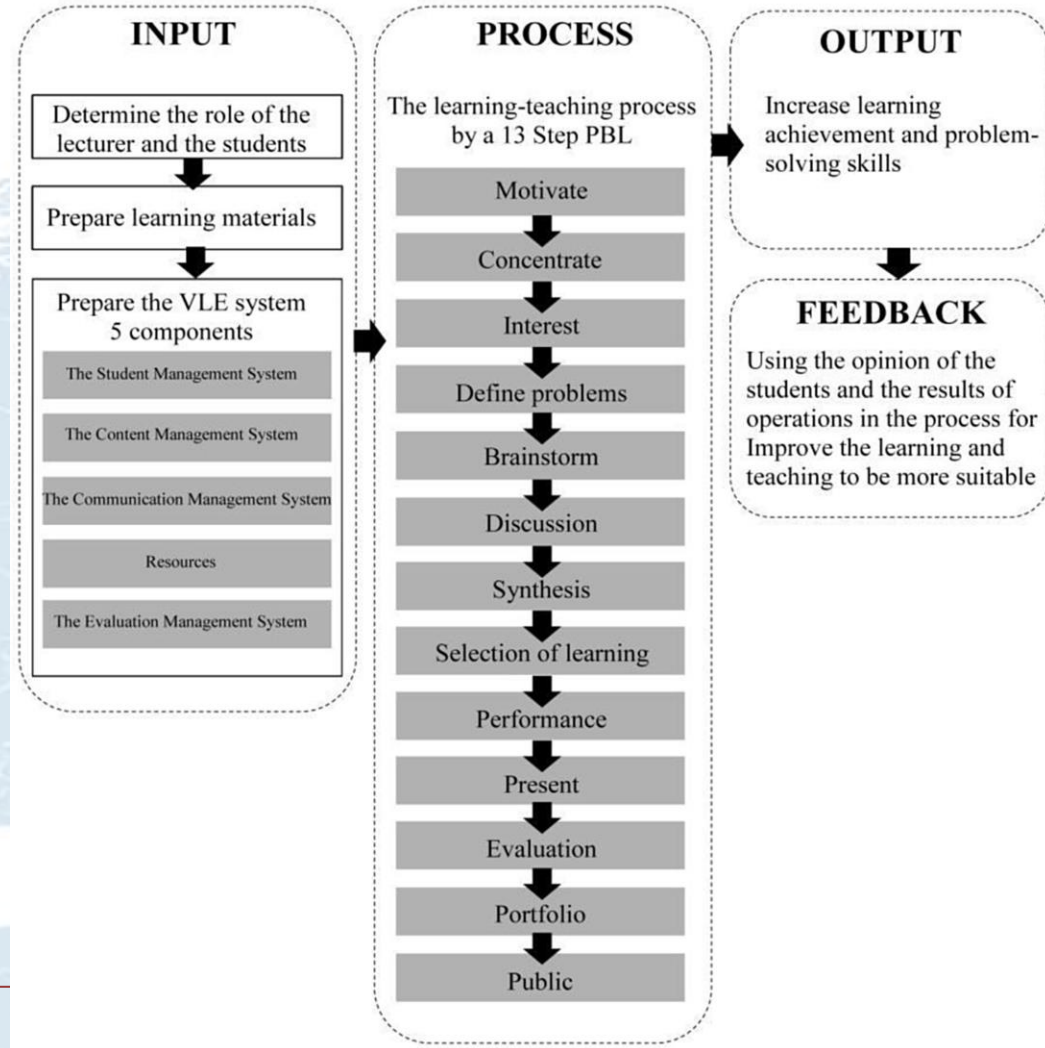 INPUT
Determine the role of the
lecturer and the students
Prepare learning materials
Prepare the VLE system
5 components
The Student Management System
The Content Management System
The Communication Management System
Resources
The Evaluation Management System
PROCESS
The learning-teaching process
by a 13 Step PBL
Motivate
Concentrate
Interest
Define problems
Brainstorm
Discussion
Synthesis
Selection of learning
Performance
Present
Evaluation
Portfolio
Public
OUTPUT
Increase learning
achievement and problem-
solving skills
FEEDBACK
Using the opinion of the
students and the results of
operations in the process for
Improve the learning and
teaching to be more suitable